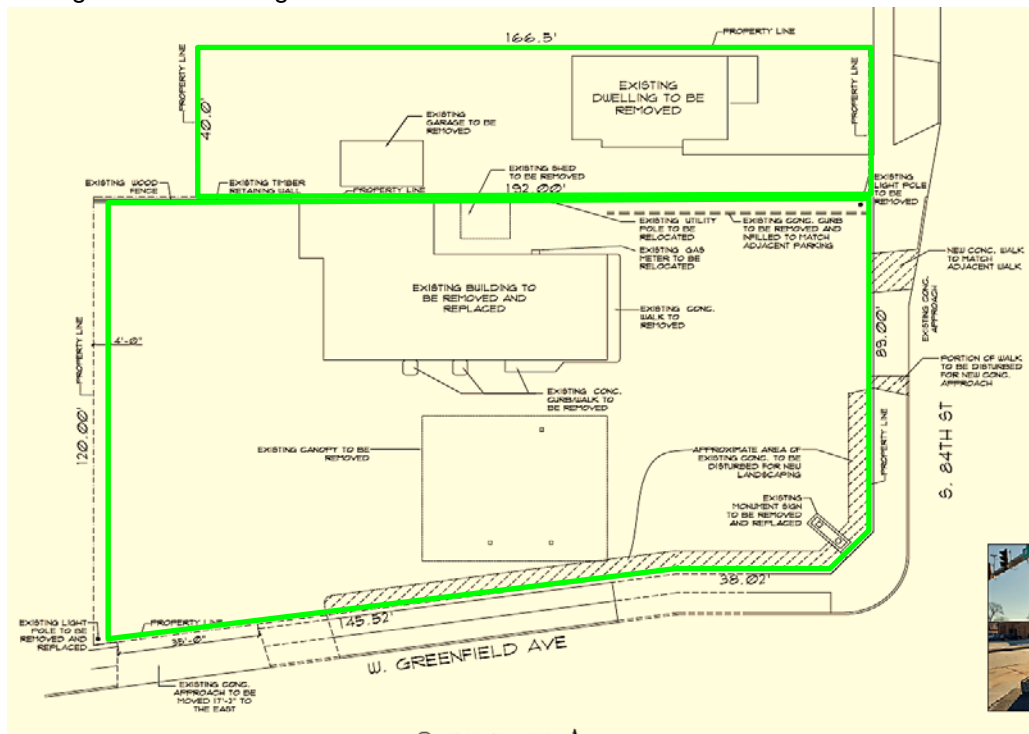 166.5'
PROPERTY LINE
PROPERTY LINE
40.0'
EXISTING
DWELLING TO BE
REMOVED
PROPERTY LINE
EXISTING
GARAGE TO BE
REMOVED
EXISTING SHED
TO BE REMOVED
EXISTING WOOD
FENCE
EXISTING TIMBER
RETAINING WALL
PROPERTY LINE
192.00'
EXISTING
LIGHT POLE
TO BE
REMOVED
EXISTING UTILITY
POLE TO BE
RELOCATED
EXISTING CONC. CURB
TO BE REMOVED AND
INFILLED TO MATCH
ADJACENT PARKING
EXISTING GAS
METER TO BE
RELOCATED
NEW CONC. WALK
TO MATCH
ADJACENT WALK
EXISTING BUILDING TO
BE REMOVED AND
REPLACED
EXISTING CONC.
WALK TO
REMOVED
EXISTING CONC.
APPROACH
PROPERTY LINE
4'-0"
89.00'
PORTION OF WALK
TO BE DISTURBED
FOR NEW CONC.
APPROACH
EXISTING CONC.
CURB/WALK TO
BE REMOVED
120.00'
EXISTING CANOPY TO BE
REMOVED
APPROXIMATE AREA OF
EXISTING CONC. TO BE
DISTURBED FOR NEW
LANDSCAPING
PROPERTY LINE
S. 84TH ST
EXISTING
MONUMENT SIGN
TO BE REMOVED
AND REPLACED
38.02'
145.52'
EXISTING LIGHT
POLE TO BE
REMOVED AND
REPLACED
PROPERTY LINE
35'-0"
W. GREENFIELD AVE
EXISTING CONC.
APPROACH TO BE
MOVED 17'-3" TO
THE EAST